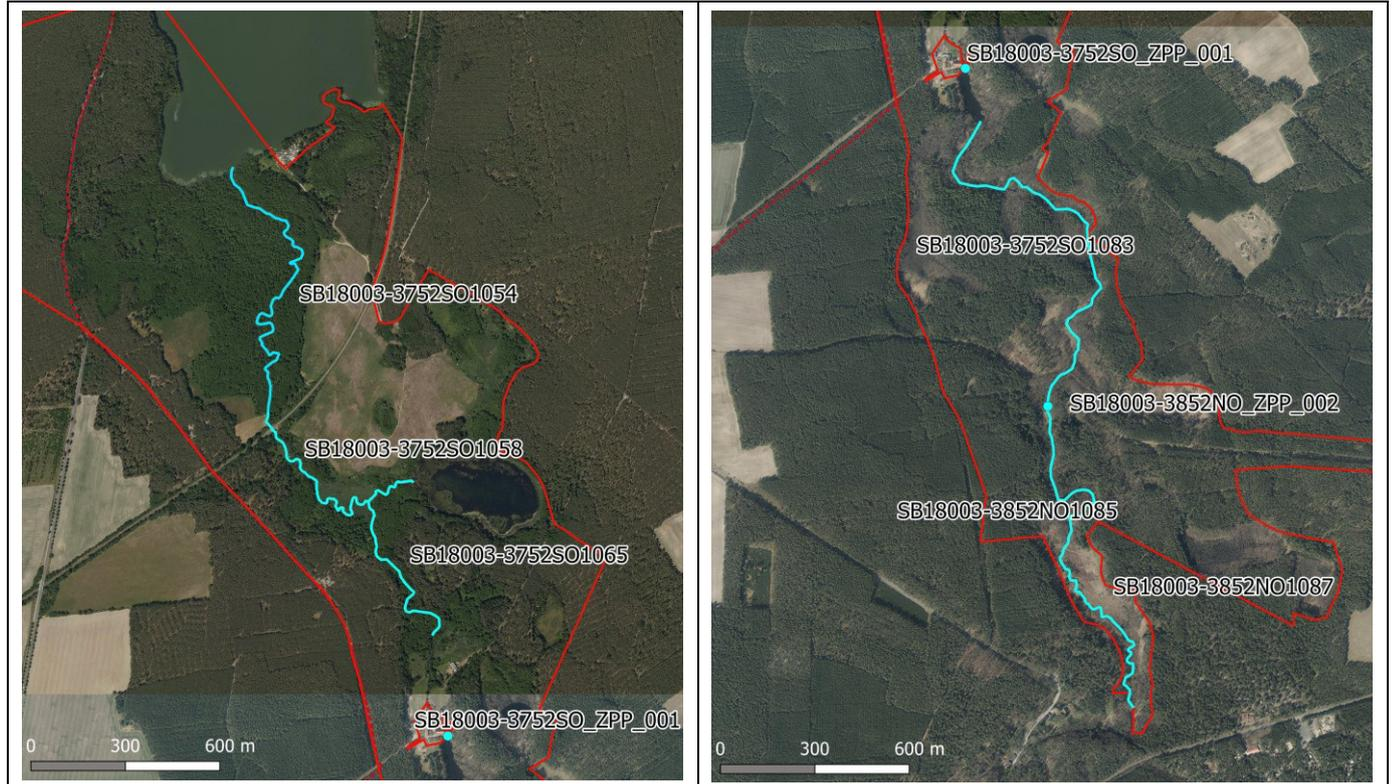 SB18003-3752SO1054
SB18003-3752SO1058
SB18003-3752SO1065
SB18003-3752SO_ZPP_001
0 300 600 m
SB18003-3752SO_ZPP_001
SB18003-3752SO1083
SB18003-3852NO_ZPP_002
SB18003-3852NO1085
SB18003-3852NO1087
0 300 600 m